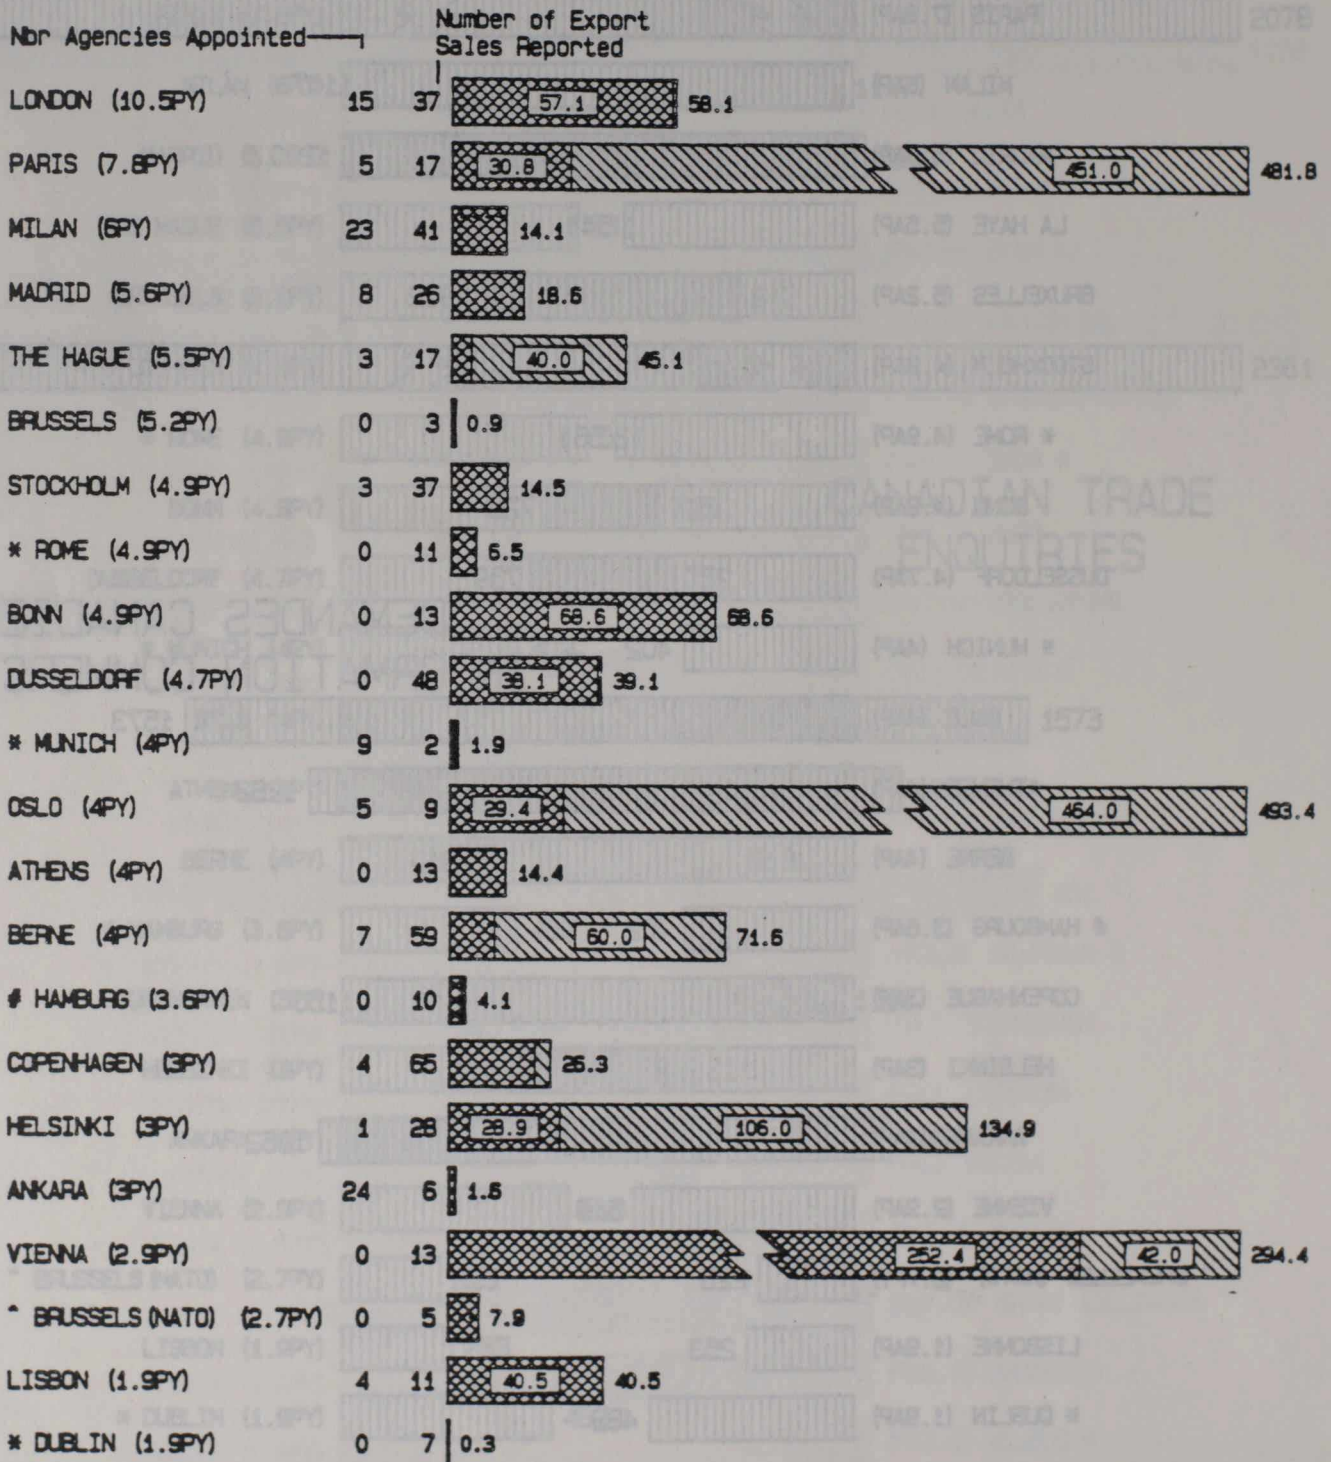 Nbr Agencies Appointed
Number of Export
Sales Reported
LONDON (10.5PY) 15 37 57.1 58.1
PARIS (7.8PY) 5 17 30.8 451.0 481.8
MILAN (6PY) 23 41 14.1
MADRID (5.6PY) 8 26 18.6
THE HAGUE (5.5PY) 3 17 40.0 45.1
BRUSSELS (5.2PY) 0 3 0.9
STOCKHOLM (4.9PY) 3 37 14.5
* ROME (4.9PY) 0 11 6.5
BONN (4.9PY) 0 13 68.6 68.6
DUSSELDORF (4.7PY) 0 48 38.1 39.1
* MUNICH (4PY) 9 2 1.9
OSLO (4PY) 5 9 29.4 464.0 493.4
ATHENS (4PY) 0 13 14.4
BERNE (4PY) 7 59 60.0 71.6
# HAMBURG (3.6PY) 0 10 4.1
COPENHAGEN (3PY) 4 65 26.3
HELSINKI (3PY) 1 28 28.9 106.0 134.9
ANKARA (3PY) 24 6 1.6
VIENNA (2.9PY) 0 13 252.4 42.0 294.4
^ BRUSSELS (NATO) (2.7PY) 0 5 7.9
LISBON (1.9PY) 4 11 40.5 40.5
* DUBLIN (1.9PY) 0 7 0.3